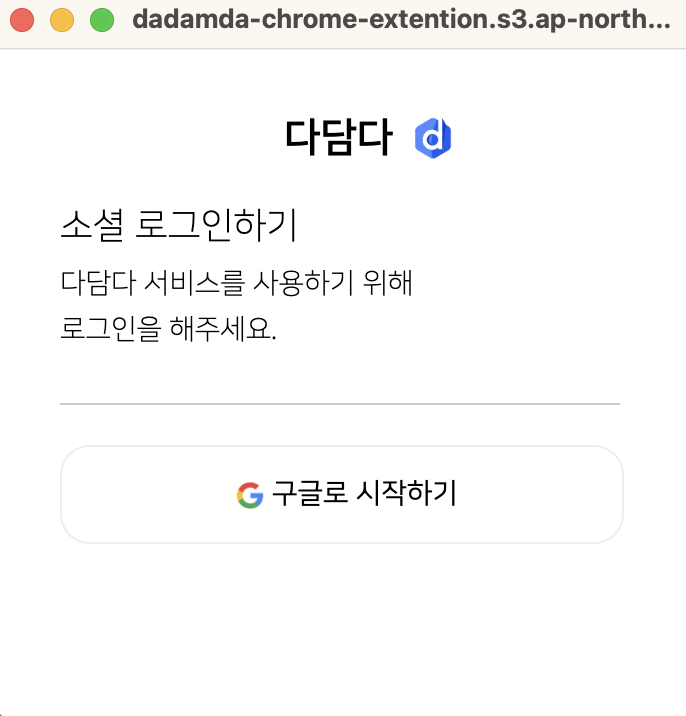 dadamda-chrome-extention.s3.ap-north...
다담다 d
소셜 로그인하기
다담다 서비스를 사용하기 위해
로그인을 해주세요.
G 구글로 시작하기